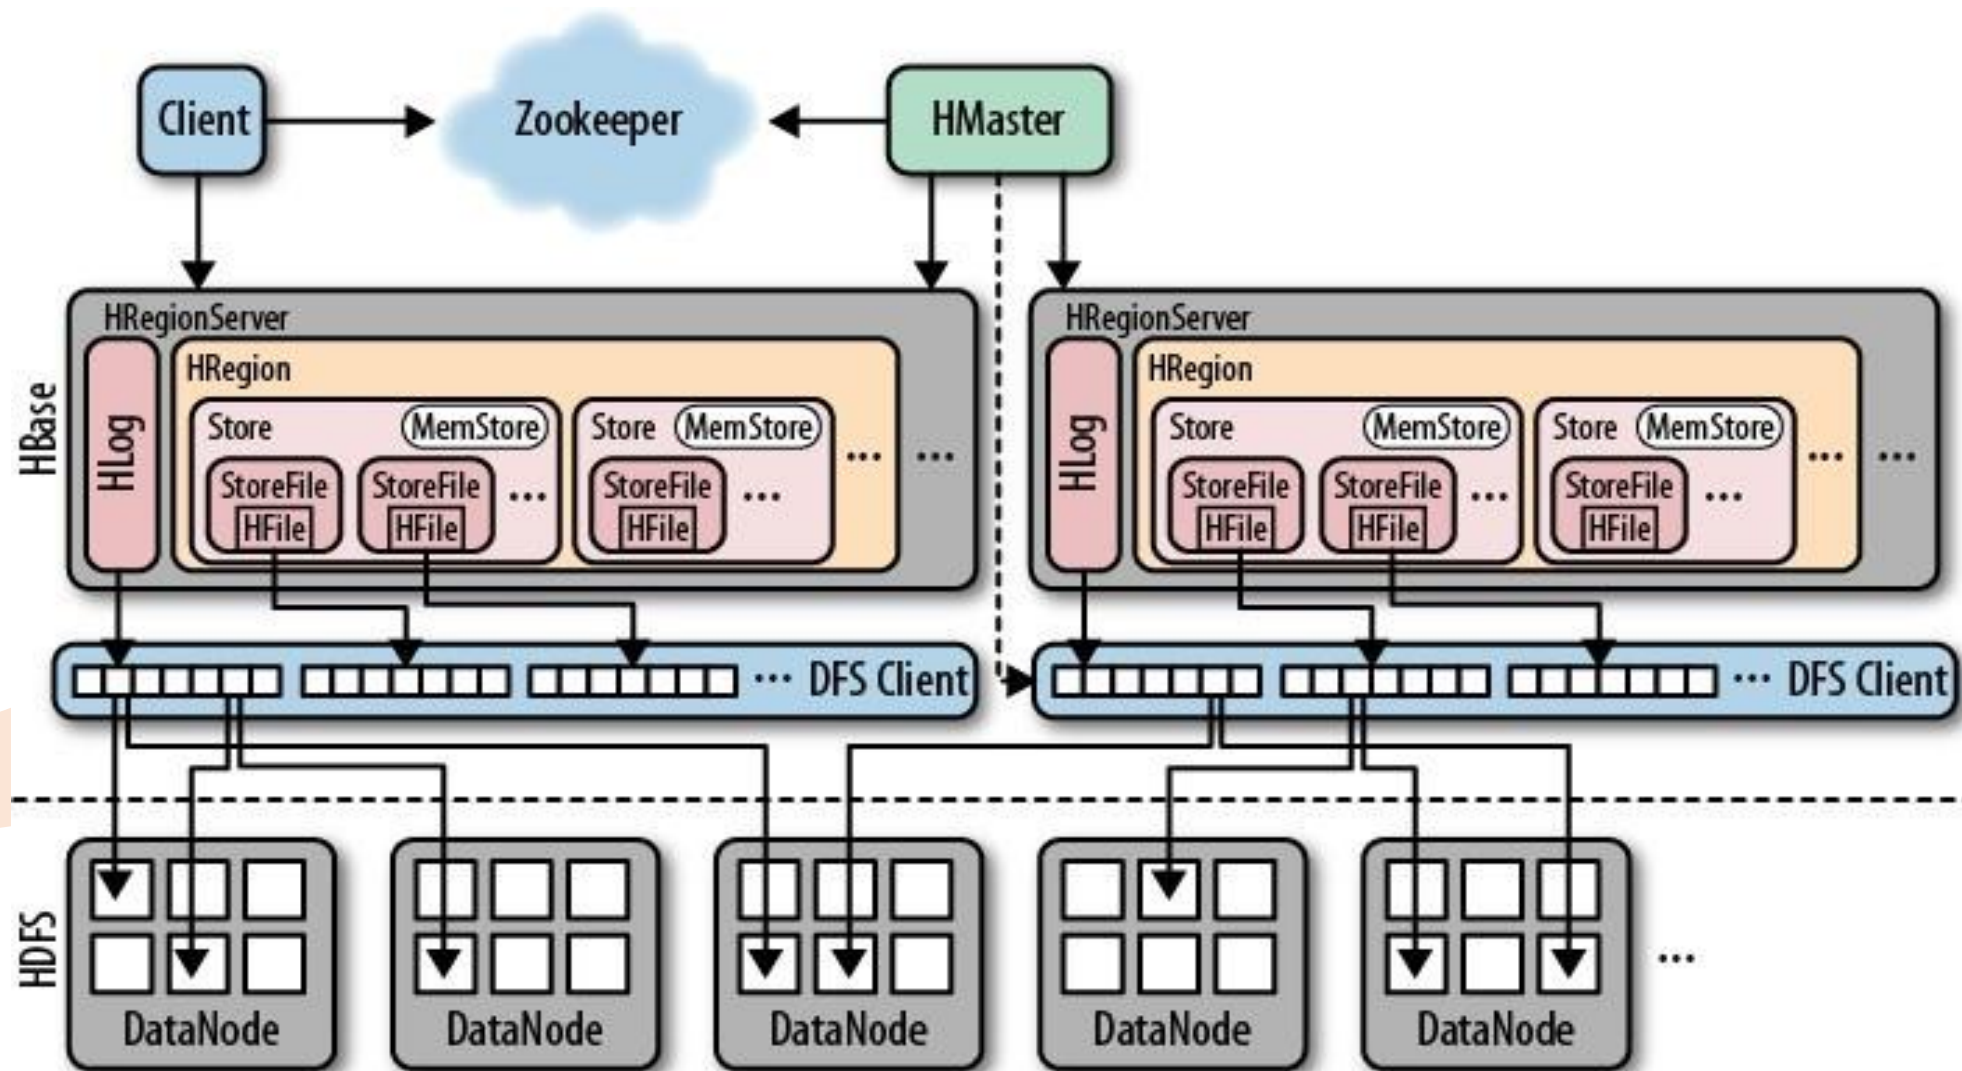 Client
Zookeeper
HMaster
HBase
HRegionServer
HLog
HRegion
Store MemStore
StoreFile
HFile
StoreFile
HFile
...
Store MemStore
StoreFile
HFile
...
...
...
HRegionServer
HLog
HRegion
Store MemStore
StoreFile
HFile
StoreFile
HFile
...
Store MemStore
StoreFile
HFile
...
...
...
... DFS Client
... DFS Client
HDFS
DataNode
DataNode
DataNode
DataNode
DataNode
...